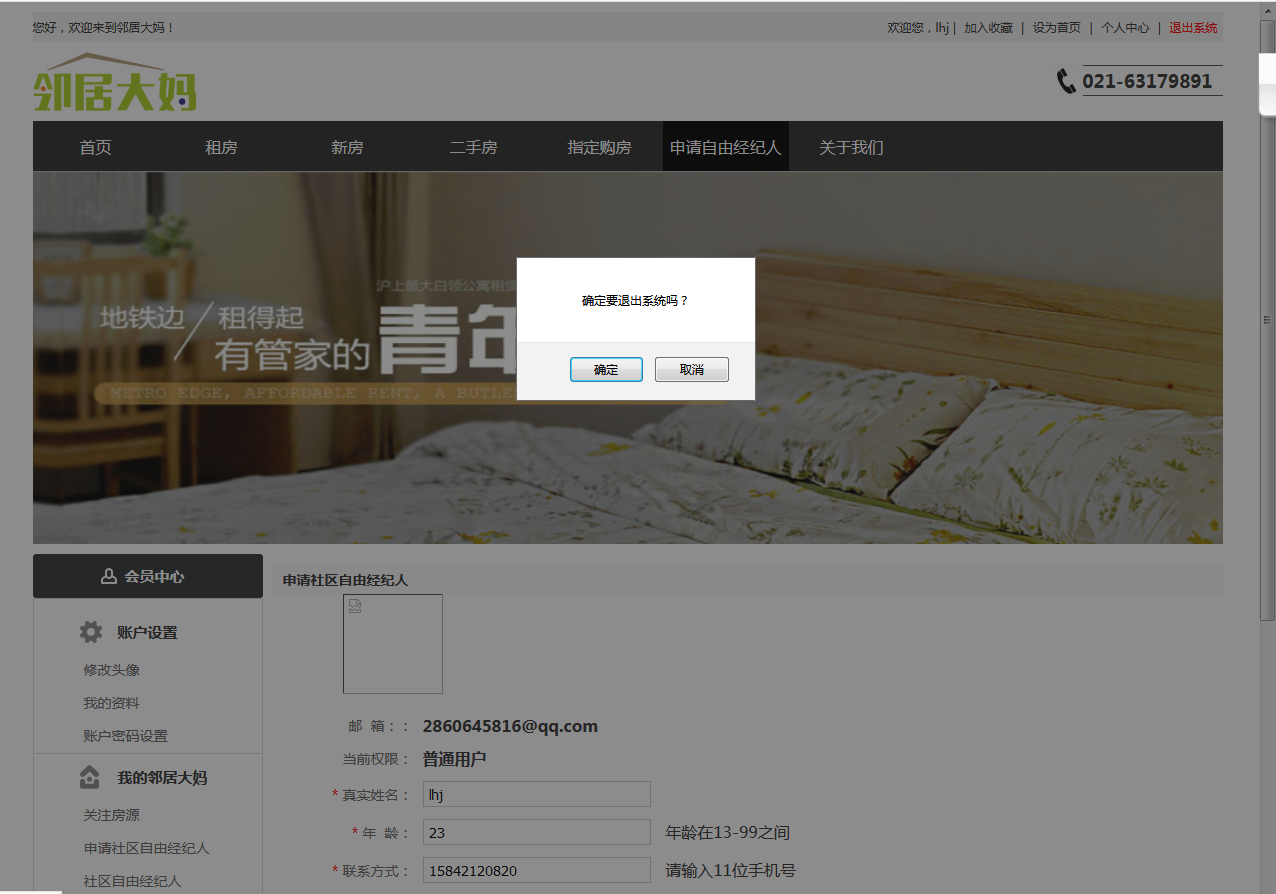 您好，欢迎来到邻居大妈！
欢迎您，lhj | 加入收藏 | 设为首页 | 个人中心 | 退出系统
邻居大妈
021-63179891
首页 租房 新房 二手房 指定购房 申请自由经纪人 关于我们
沪上最大白领公寓租
地铁边／租得起
有管家的
青年
METRO EDGE, AFFORDABLE RENT, A BUTLE
确定要退出系统吗？
确定 取消
会员中心
账户设置
修改头像
我的资料
账户密码设置
我的邻居大妈
关注房源
申请社区自由经纪人
社区自由经纪人
申请社区自由经纪人
邮 箱：： 2860645816@qq.com
当前权限： 普通用户
* 真实姓名： lhj
* 年 龄： 23 年龄在13-99之间
* 联系方式： 15842120820 请输入11位手机号